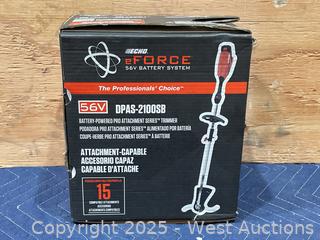 ECHO
eFORCE
56V BATTERY SYSTEM
The Professionals' Choice™
56V DPAS-2100SB
BATTERY-POWERED PRO ATTACHMENT SERIES™ TRIMMER
PODADORA PRO ATTACHMENT SERIES™ ALIMENTADO POR BATERÍA
COUPE-HERBE PRO ATTACHMENT SERIES™ À BATTERIE
ATTACHMENT-CAPABLE
ACCESORIO CAPAZ
CAPABLE D'ATTACHE
15
Copyright 2025 - West Auctions